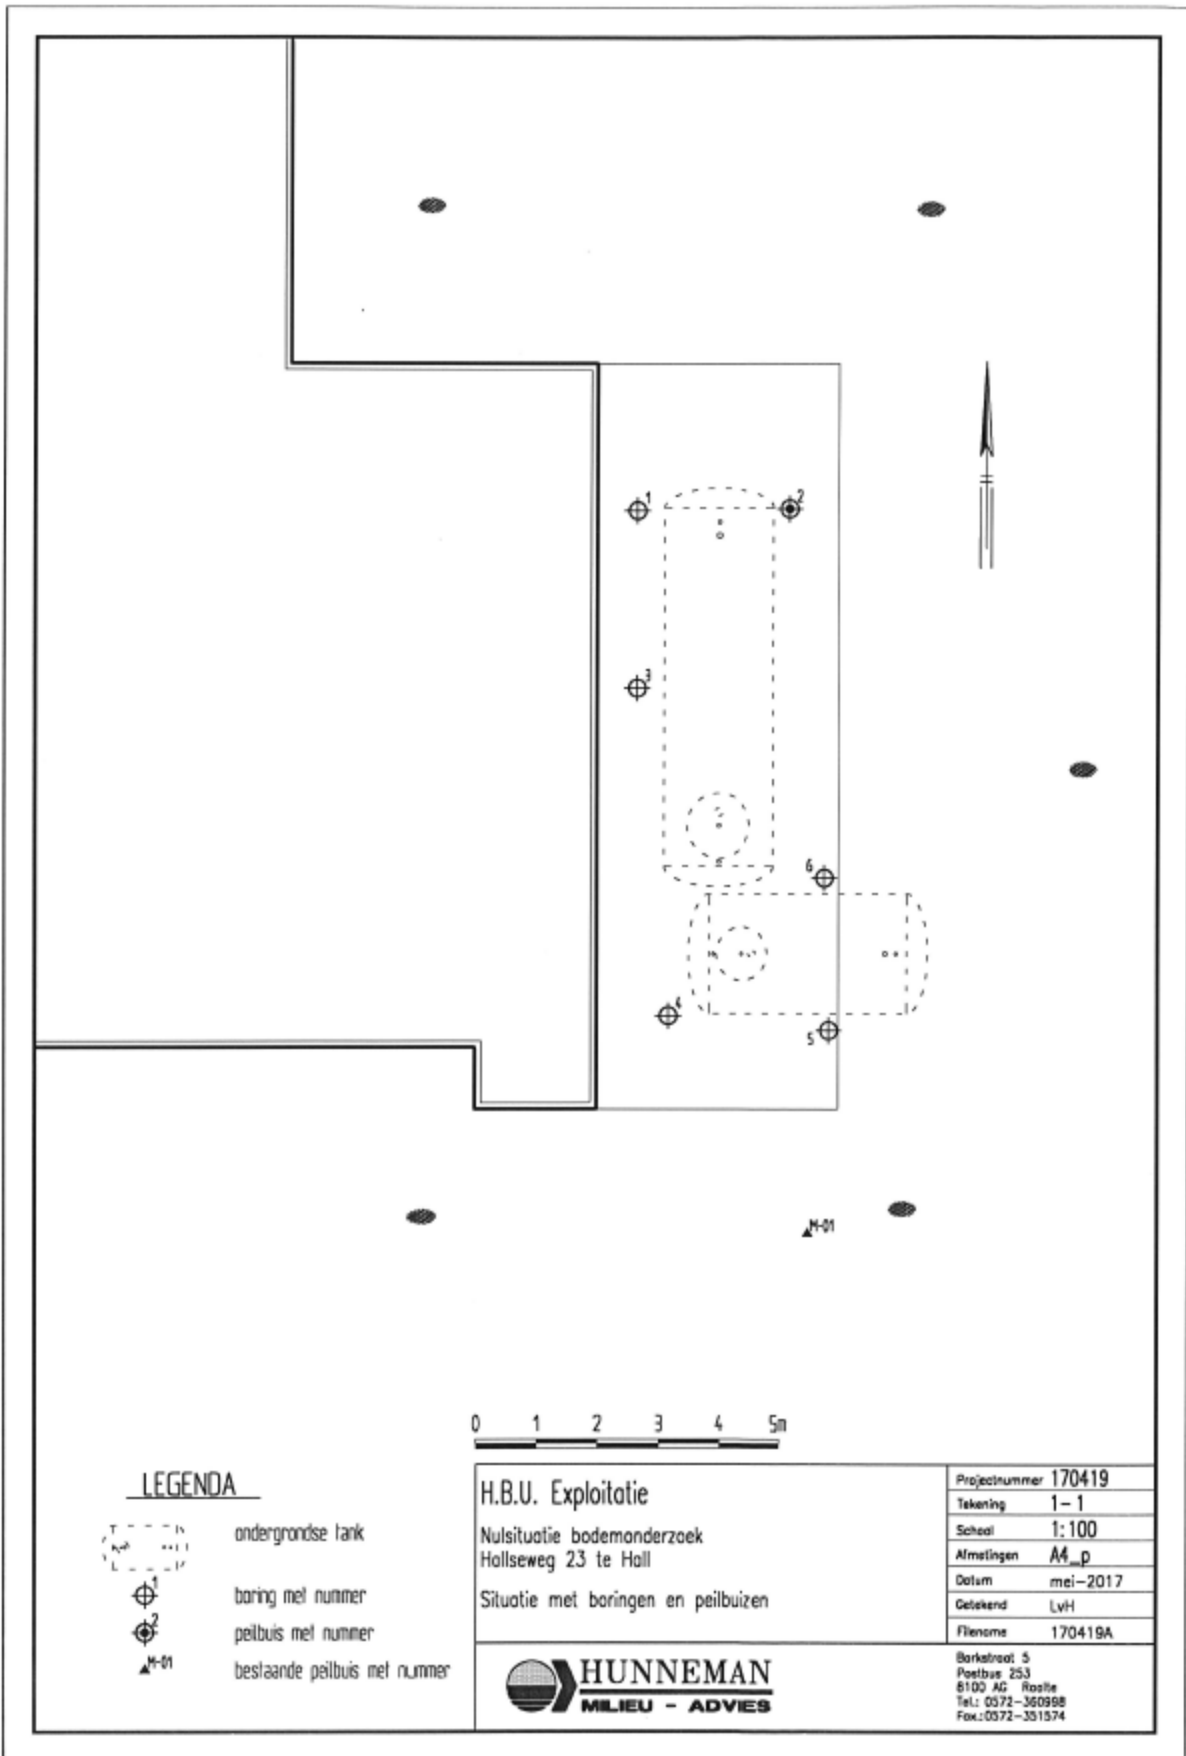 1
2
3
6
4
5
M-01
0 1 2 3 4 5m
LEGENDA
ondergrondse tank
1
boring met nummer
2
peilbuis met nummer
M-01
bestaande peilbuis met nummer
H.B.U. Exploitatie
Nulsituatie bodemonderzoek
Hallseweg 23 te Hall
Situatie met boringen en peilbuizen
Projectnummer 170419
Tekening 1-1
Schaal 1:100
Afmetingen A4_p
Datum mei-2017
Getekend LvH
Filename 170419A
HUNNEMAN
MILIEU - ADVIES
Barkstraat 5
Postbus 253
8100 AG Raalte
Tel.: 0572-360998
Fax.:0572-351574